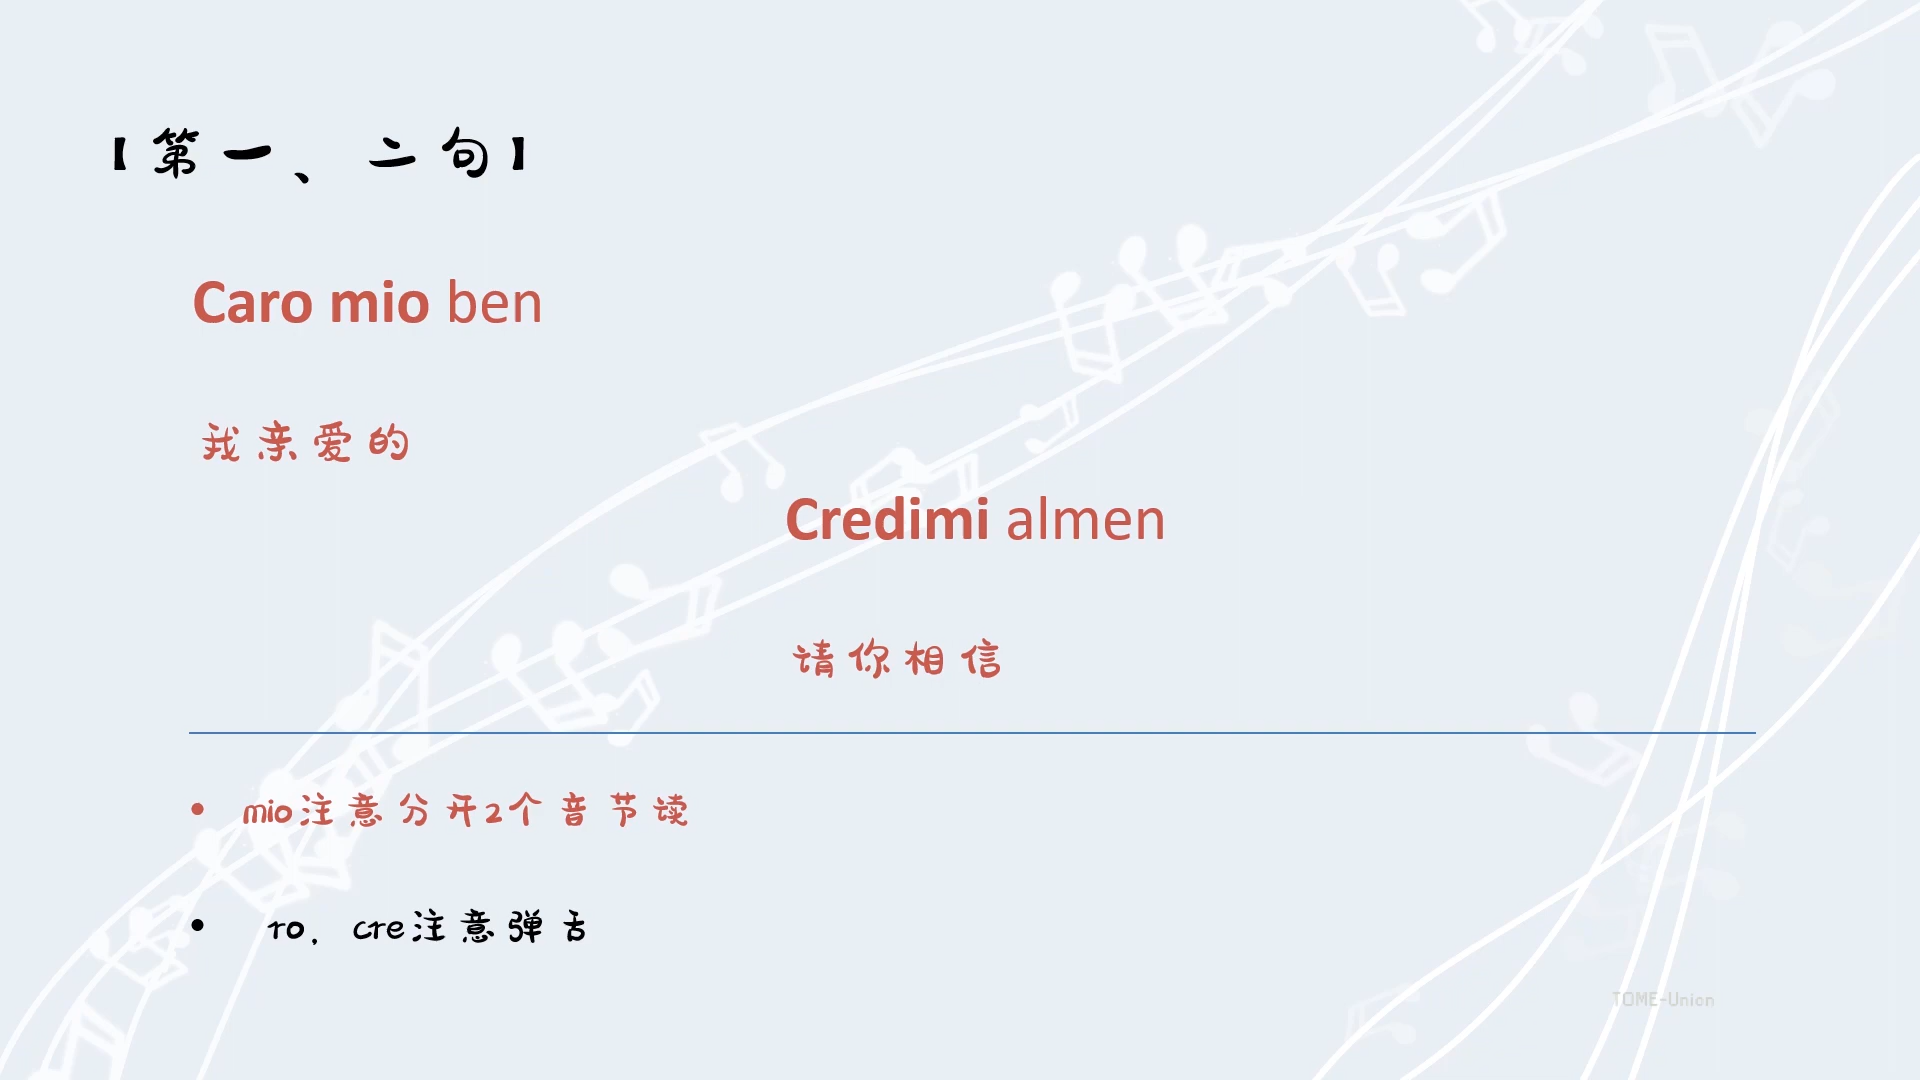 【第一、二句】
Caro mio ben
我亲爱的
Credimi almen
请你相信
• mio注意分开2个音节读
• ro，cre注意弹舌
TOME-Union